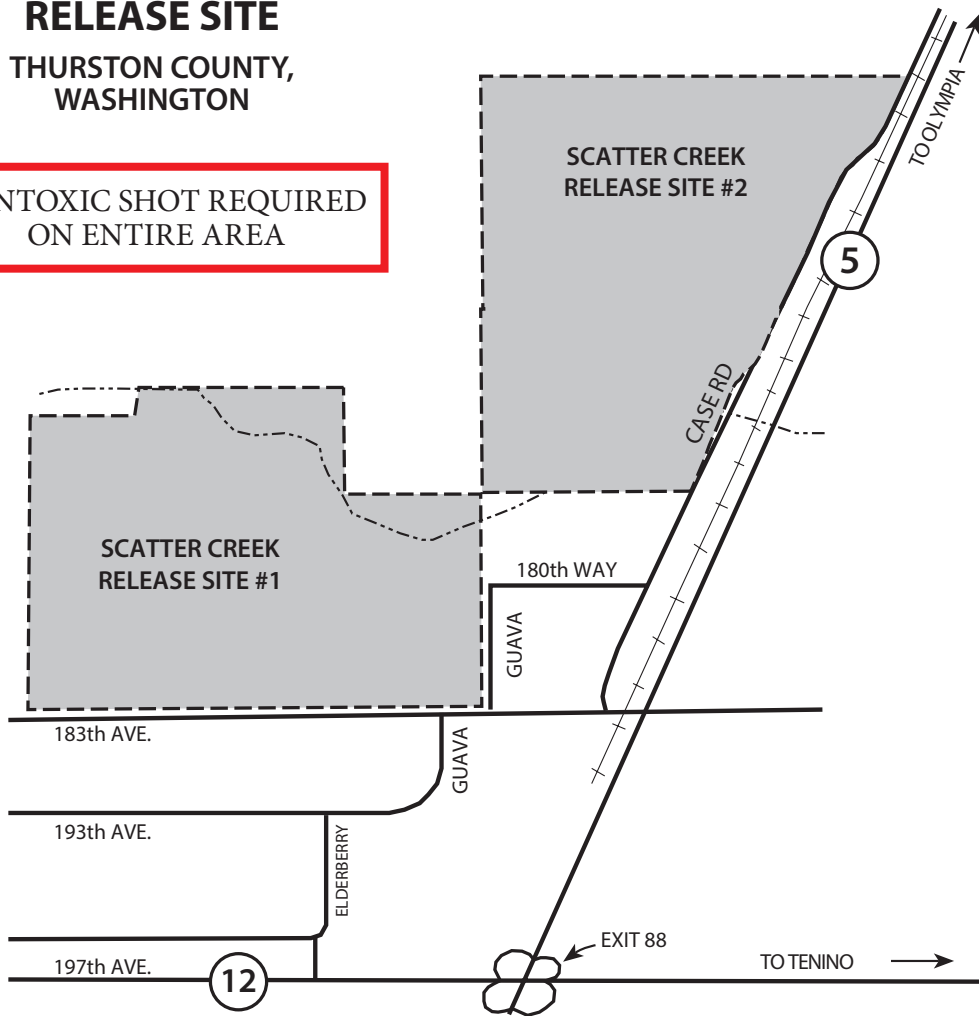 RELEASE SITE
THURSTON COUNTY,
WASHINGTON
NTOXIC SHOT REQUIRED
ON ENTIRE AREA
SCATTER CREEK
RELEASE SITE #2
TO OLYMPIA
5
CASE RD
SCATTER CREEK
RELEASE SITE #1
180th WAY
GUAVA
183th AVE.
GUAVA
193th AVE.
ELDERBERRY
EXIT 88
197th AVE.
12
TO TENINO